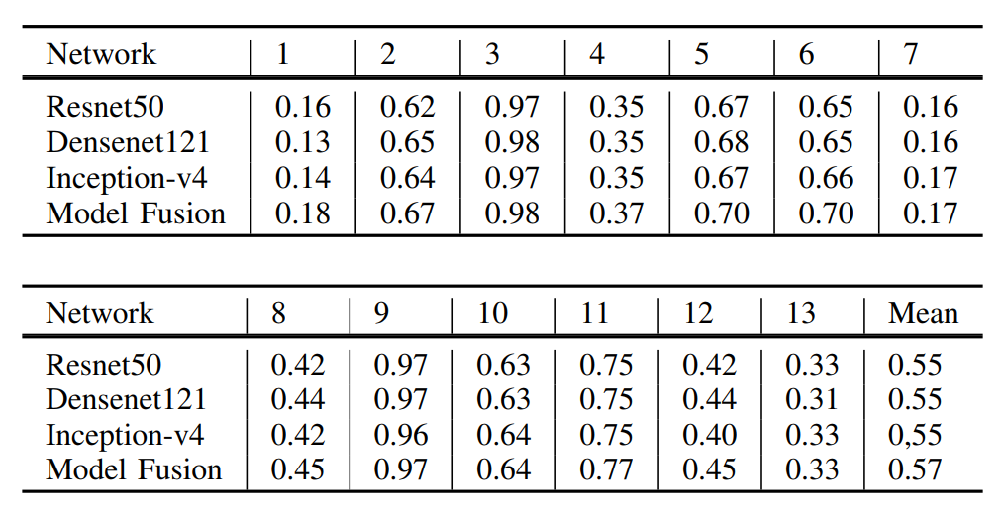 Network 1 2 3 4 5 6 7
Resnet50 0.16 0.62 0.97 0.35 0.67 0.65 0.16
Densenet121 0.13 0.65 0.98 0.35 0.68 0.65 0.16
Inception-v4 0.14 0.64 0.97 0.35 0.67 0.66 0.17
Model Fusion 0.18 0.67 0.98 0.37 0.70 0.70 0.17
Network 8 9 10 11 12 13 Mean
Resnet50 0.42 0.97 0.63 0.75 0.42 0.33 0.55
Densenet121 0.44 0.97 0.63 0.75 0.44 0.31 0.55
Inception-v4 0.42 0.96 0.64 0.75 0.40 0.33 0,55
Model Fusion 0.45 0.97 0.64 0.77 0.45 0.33 0.57